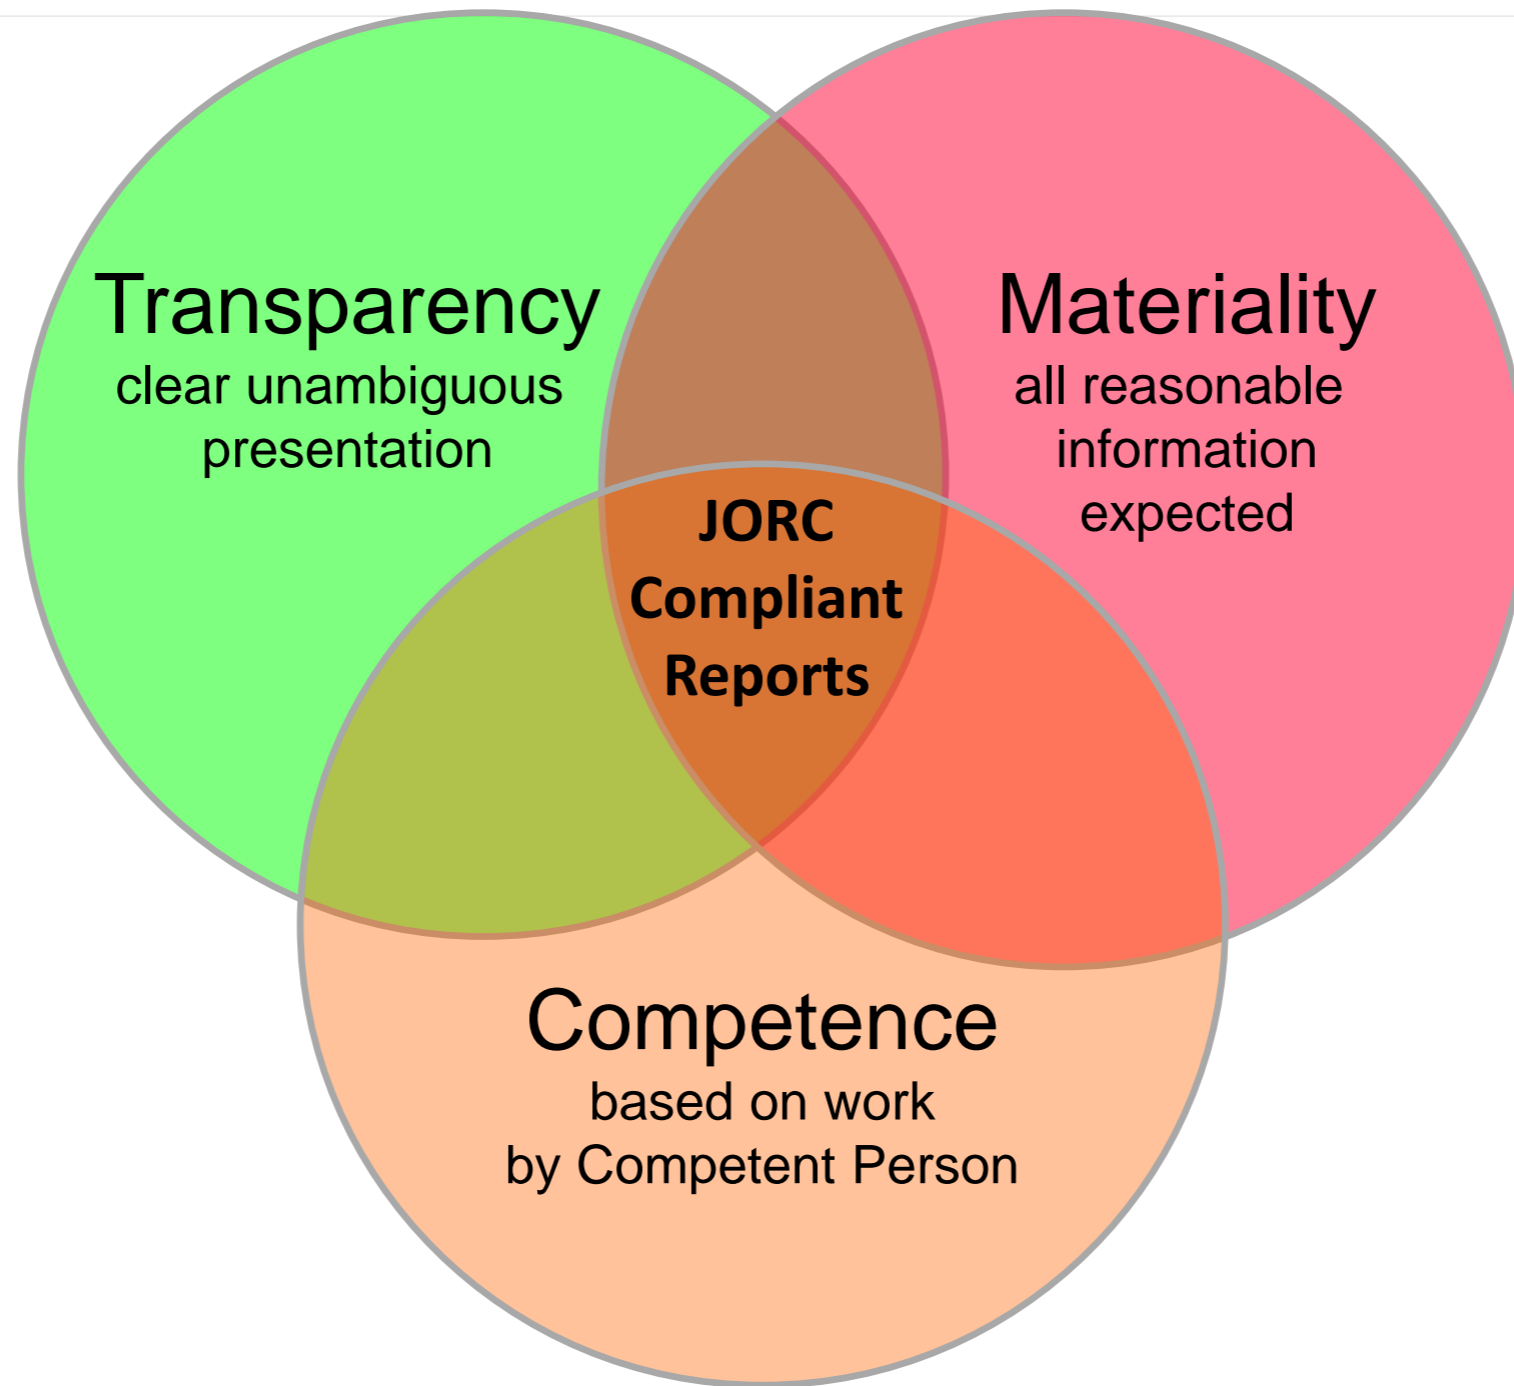 Transparency
clear unambiguous
presentation
Materiality
all reasonable
information
expected
JORC
Compliant
Reports
Competence
based on work
by Competent Person